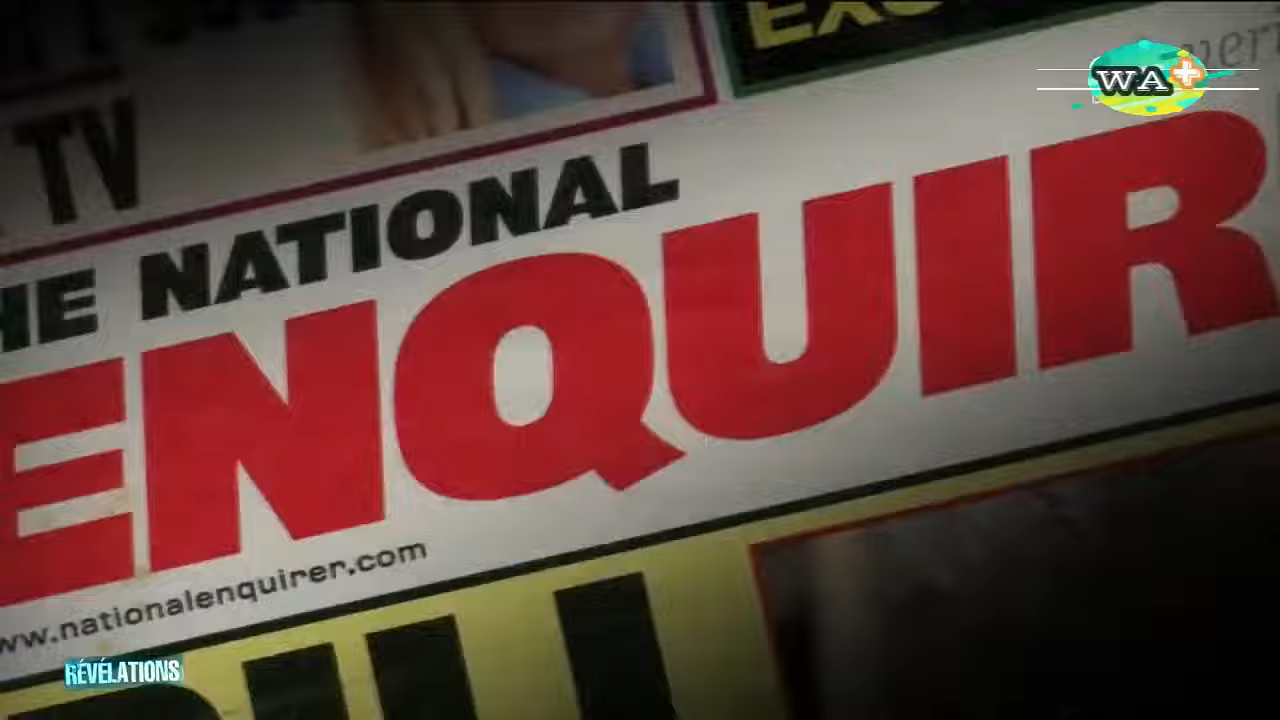 WA+
TV
HE NATIONAL
ENQUIR
www.nationalenquirer.com
RÉVÉLATIONS